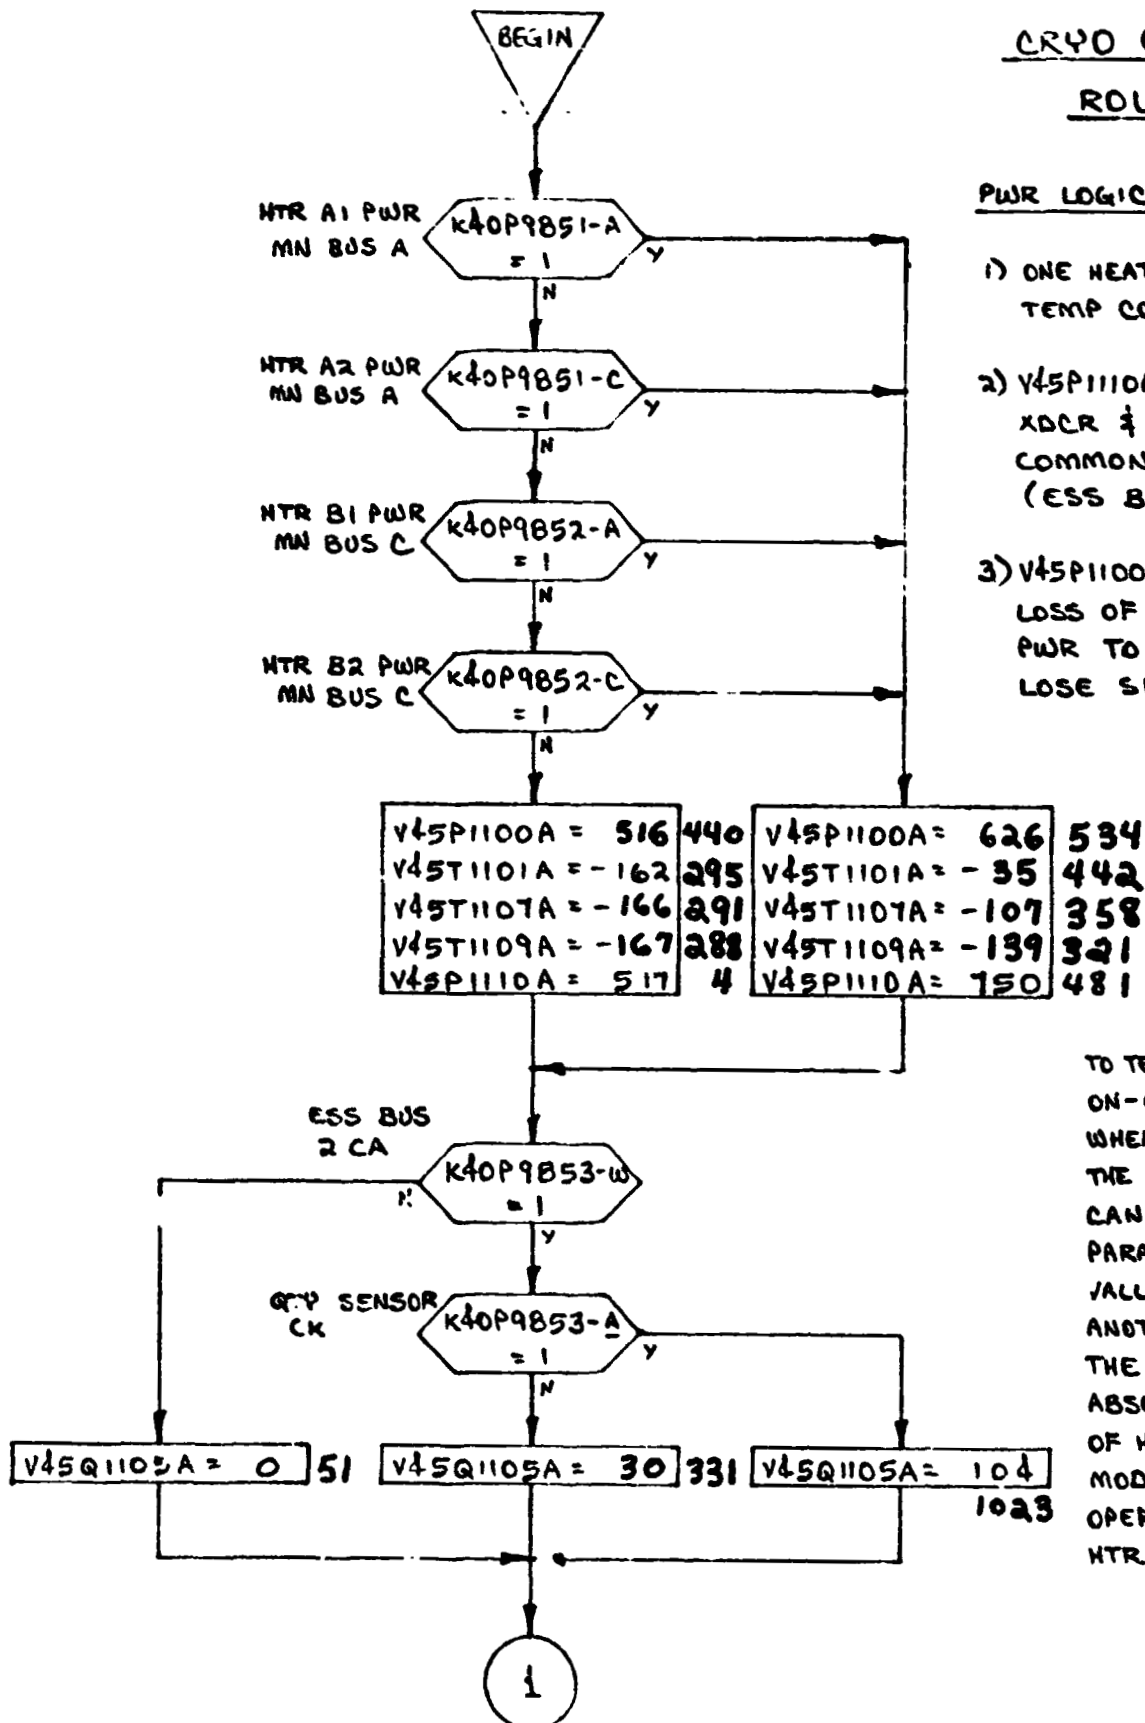 BEGIN
CRYO
ROU
PWR LOGIC
1) ONE HEAT
TEMP CO
2) V45P1110A
XDCR &
COMMON
(ESS B
3) V45P1100
LOSS OF
PWR TO
LOSE S
HTR A1 PWR
MN BUS A
K40P9851-A
= 1
Y
N
HTR A2 PWR
MN BUS A
K40P9851-C
= 1
Y
N
HTR B1 PWR
MN BUS C
K40P9852-A
= 1
Y
N
HTR B2 PWR
MN BUS C
K40P9852-C
= 1
Y
N
V45P1100A = 516 440
V45T1101A = -162 295
V45T1107A = -166 291
V45T1109A = -167 288
V45P1110A = 517 4
V45P1100A = 626 534
V45T1101A = -35 442
V45T1107A = -107 358
V45T1109A = -139 321
V45P1110A = 750 481
ESS BUS
2 CA
K40P9853-W
= 1
N
Y
QTY SENSOR
CK
K40P9853-A
= 1
Y
N
V45Q1105A = 0 51
V45Q1105A = 30 331
V45Q1105A = 104
1023
TO TE
ON-
WHEN
THE
CAN
PARA
VALU
ANOT
THE
ABSO
OF H
MOD
OPER
HTR
1